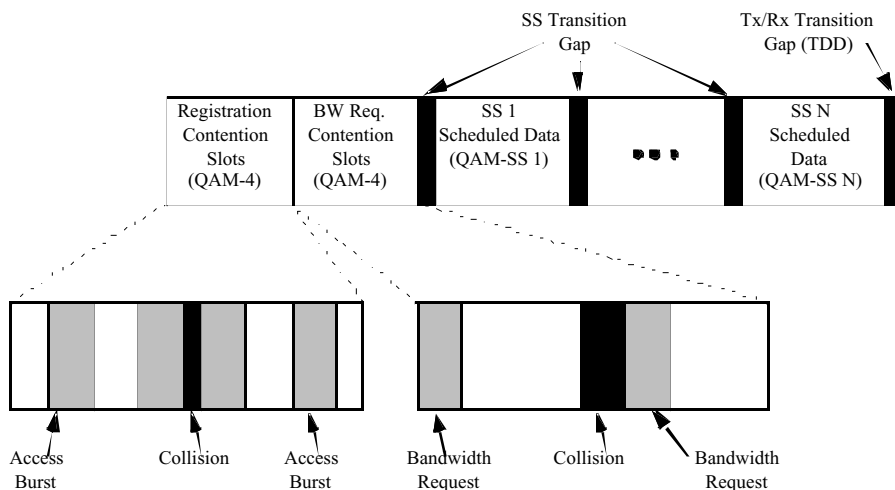 SS Transition
Gap
Tx/Rx Transition
Gap (TDD)
Registration
Contention
Slots
(QAM-4)
BW Req.
Contention
Slots
(QAM-4)
SS 1
Scheduled Data
(QAM-SS 1)
SS N
Scheduled
Data
(QAM-SS N)
Access
Burst
Collision
Access
Burst
Bandwidth
Request
Collision
Bandwidth
Request